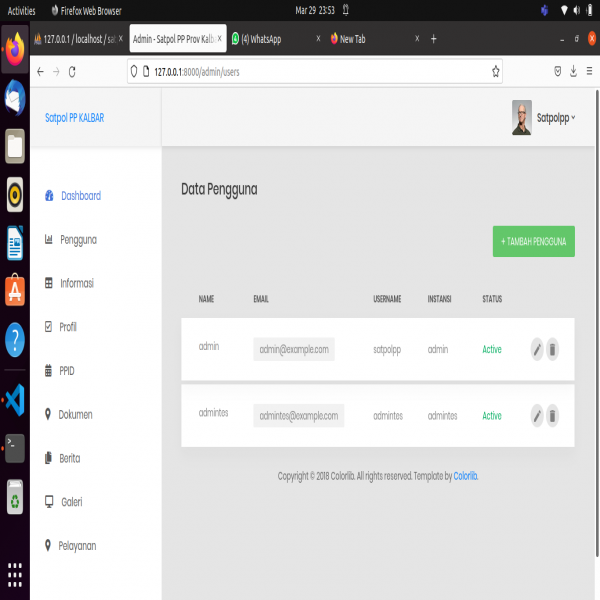 Activities
Firefox Web Browser
Mar 29 23:53
127.0.0.1 / localhost / sat
Admin - Satpol PP Prov Kalb
(4) WhatsApp
New Tab
127.0.0.1:8000/admin/users
Satpol PP KALBAR
Satpolpp
Dashboard
Pengguna
Informasi
Profil
PPID
Dokumen
Berita
Galeri
Pelayanan
Data Pengguna
+ TAMBAH PENGGUNA
NAME EMAIL USERNAME INSTANSI STATUS
admin admin@example.com satpolpp admin Active
admintes admintes@example.com admintes admintes Active
Copyright © 2018 Colorlib. All rights reserved. Template by Colorlib.